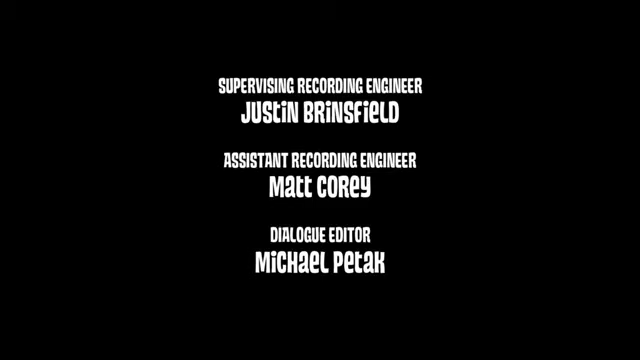 SUPERVISING RECORDING ENGINEER
JUStiN BRiNSfiELD
ASSISTANT RECORDING ENGINEER
Matt COREy
DIALOGUE EDITOR
MiCHaEL PEtaK